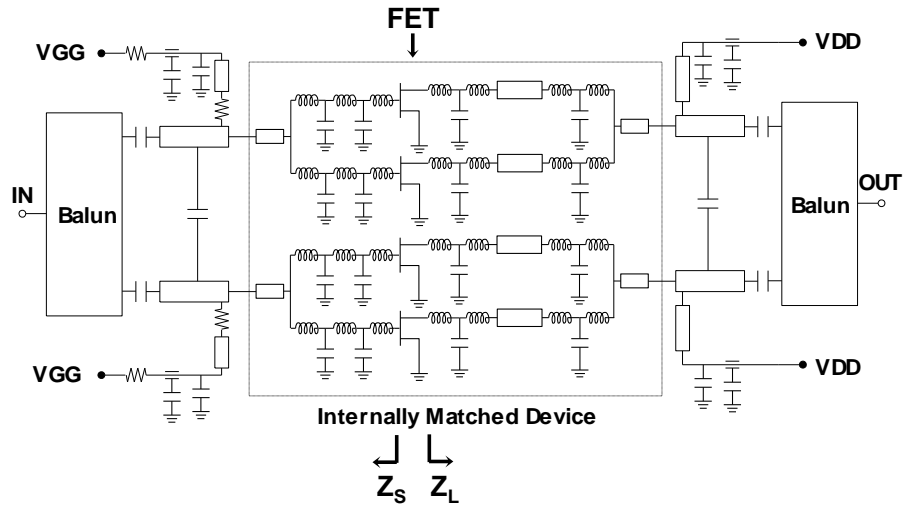 FET
VGG
VDD
IN
Balun
Balun
OUT
VGG
VDD
Internally Matched Device
ZS ZL